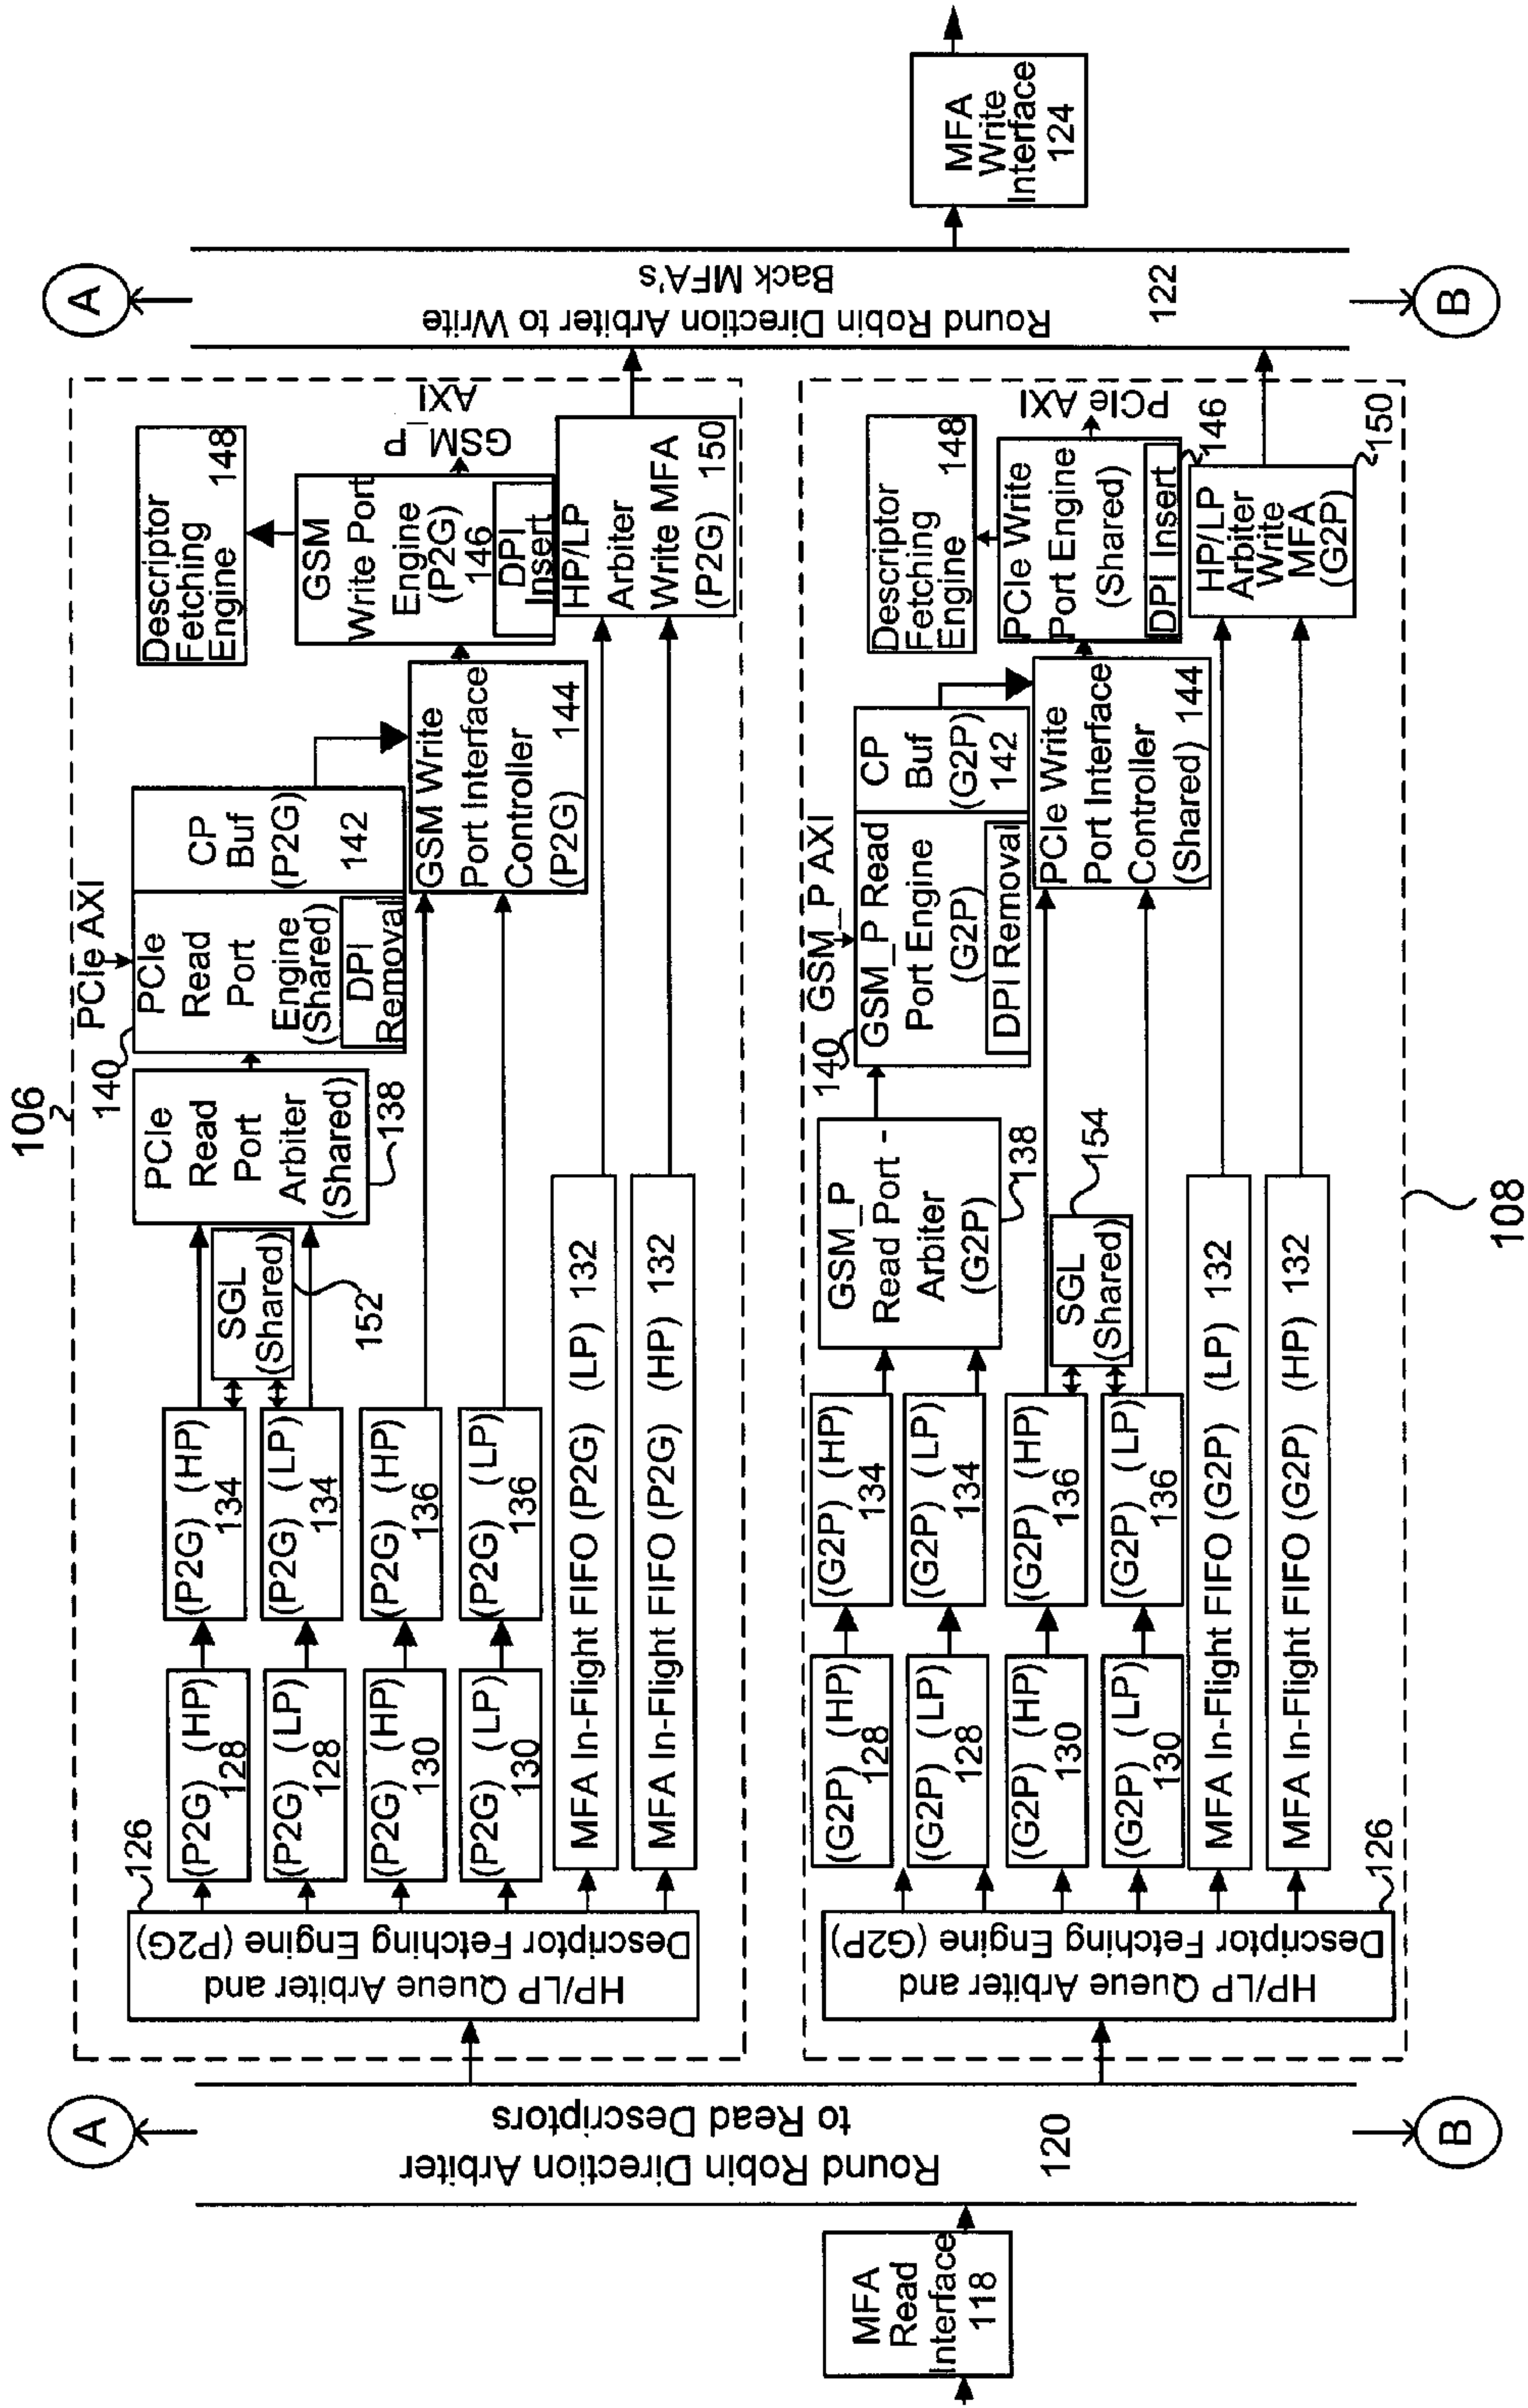 MFA
Read
Interface
118
A
Round Robin Direction Arbiter
to Read Descriptors
120
B
106
126
HP/LP Queue Arbiter and
Descriptor Fetching Engine (P2G)
(P2G) (HP)
128
(P2G) (LP)
128
(P2G) (HP)
130
(P2G) (LP)
130
(P2G) (HP)
134
(P2G) (LP)
134
(P2G) (HP)
136
(P2G) (LP)
136
MFA In-Flight FIFO (P2G) (LP) 132
MFA In-Flight FIFO (P2G) (HP) 132
SGL
(Shared)
152
PCIe
Read
Port
Arbiter
(Shared)
138
140
PCIe AXI
PCIe
Read
Port
Engine
(Shared)
DPI
Removal
CP
Buf
(P2G)
142
GSM Write
Port Interface
Controller
(P2G) 144
Descriptor
Fetching
Engine 148
GSM
Write Port
Engine
(P2G)
146
DPI
Insert
GSM_P
AXI
HP/LP
Arbiter
Write MFA
(P2G) 150
HP/LP Queue Arbiter and
Descriptor Fetching Engine (G2P)
126
(G2P) (HP)
128
(G2P) (LP)
128
(G2P) (HP)
130
(G2P) (LP)
130
(G2P) (HP)
134
(G2P) (LP)
134
(G2P) (HP)
136
(G2P) (LP)
136
MFA In-Flight FIFO (G2P) (LP) 132
MFA In-Flight FIFO (G2P) (HP) 132
GSM_P
Read Port -
Arbiter
(G2P)
138
SGL
(Shared)
154
140
GSM_P AXI
GSM_P Read
Port Engine
(G2P)
DPI Removal
CP
Buf
(G2P)
142
PCIe Write
Port Interface
Controller
(Shared) 144
Descriptor
Fetching
Engine 148
PCIe Write
Port Engine
(Shared)
DPI Insert
PCIe AXI
146
HP/LP
Arbiter
Write
MFA
(G2P)
150
108
A
Round Robin Direction Arbiter to Write
Back MFA's
122
B
MFA
Write
Interface
124